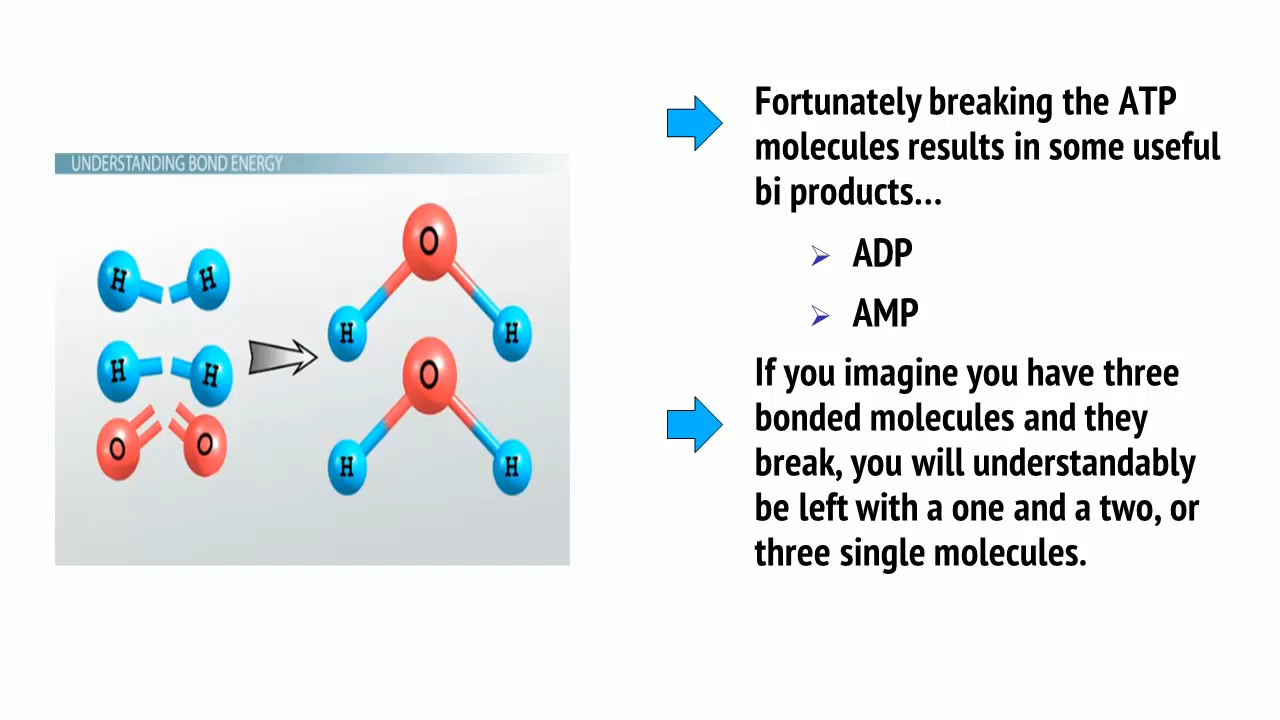 UNDERSTANDING BOND ENERGY
H
H
H
H
O
O
O
H
H
O
H
H
Fortunately breaking the ATP
molecules results in some useful
bi products...
ADP
AMP
If you imagine you have three
bonded molecules and they
break, you will understandably
be left with a one and a two, or
three single molecules.